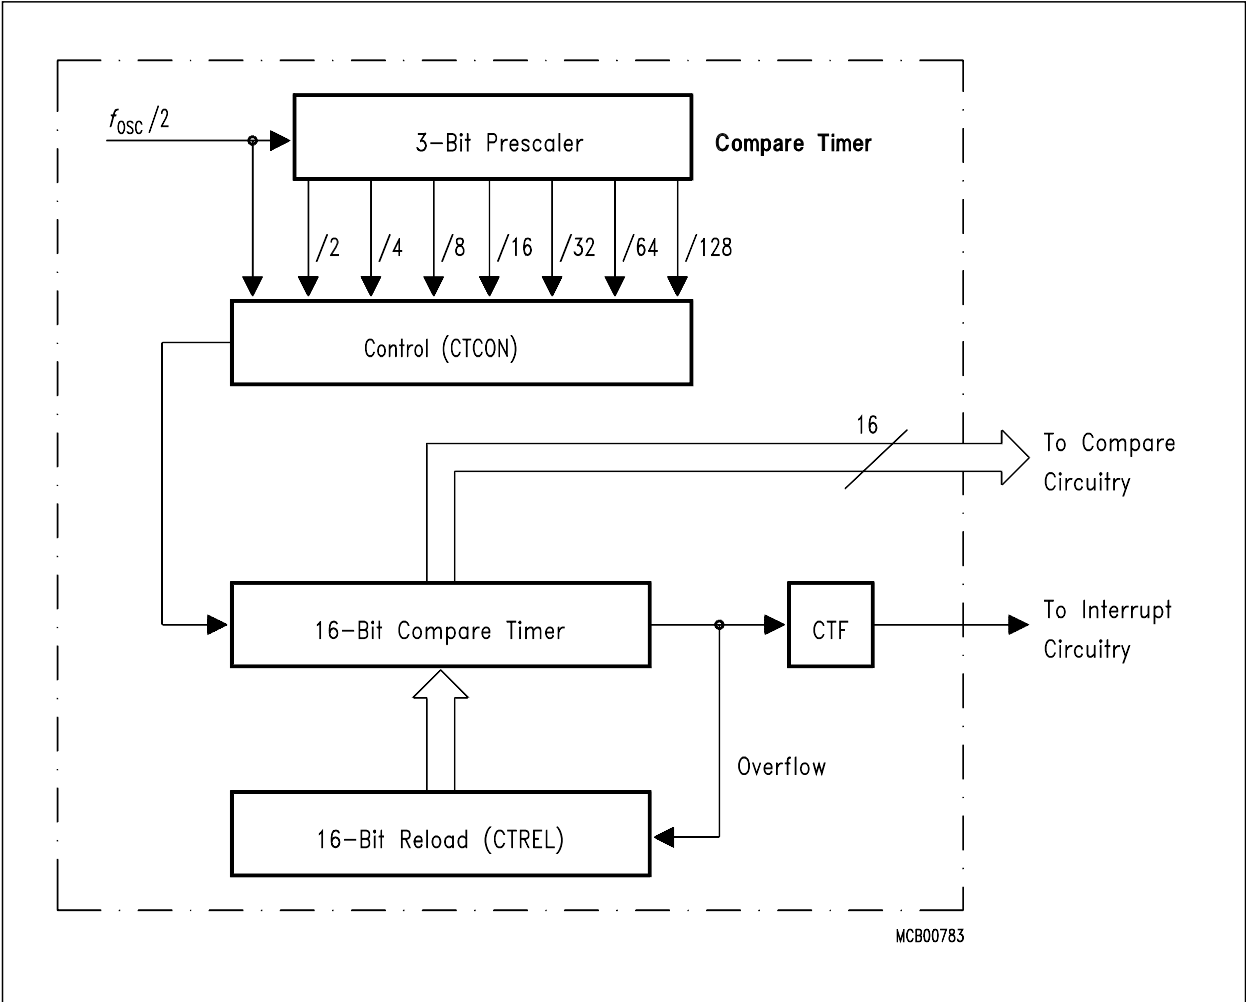 fOSC/2
3-Bit Prescaler
Compare Timer
/2
/4
/8
/16
/32
/64
/128
Control (CTCON)
16
To Compare
Circuitry
16-Bit Compare Timer
CTF
To Interrupt
Circuitry
Overflow
16-Bit Reload (CTREL)
MCB00783